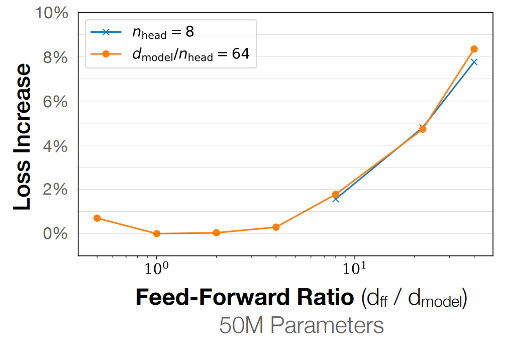 10%
8%
6%
4%
2%
0%
Loss Increase
n_head = 8
d_model/n_head = 64
10^0
10^1
Feed-Forward Ratio (d_ff / d_model)
50M Parameters